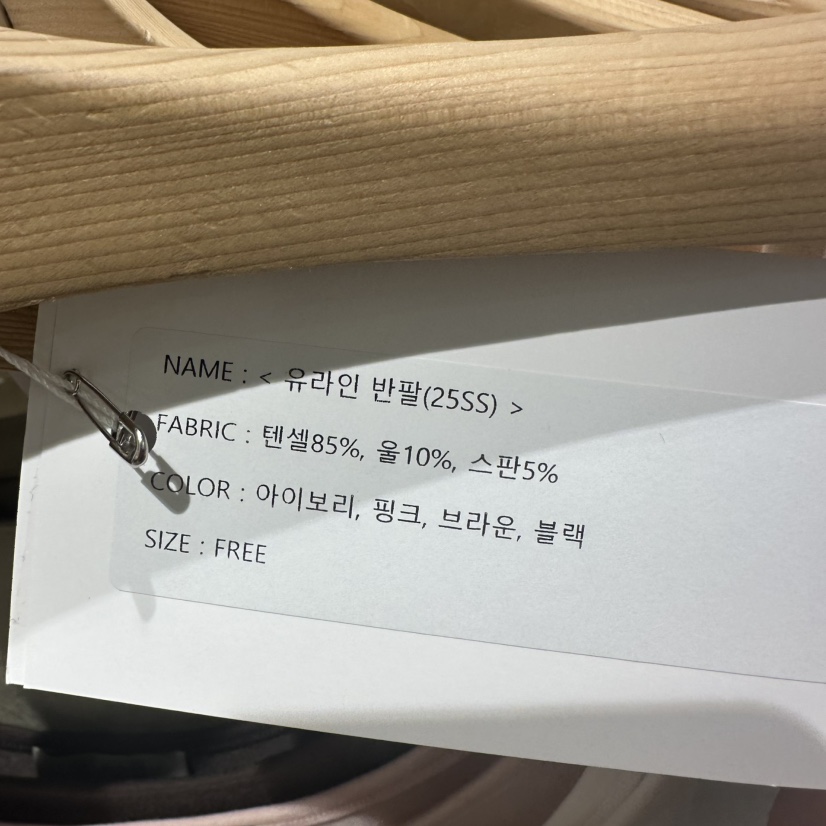 NAME : < 유라인 반팔(25SS) >
FABRIC : 텐셀85%, 울10%, 스판5%
COLOR : 아이보리, 핑크, 브라운, 블랙
SIZE : FREE